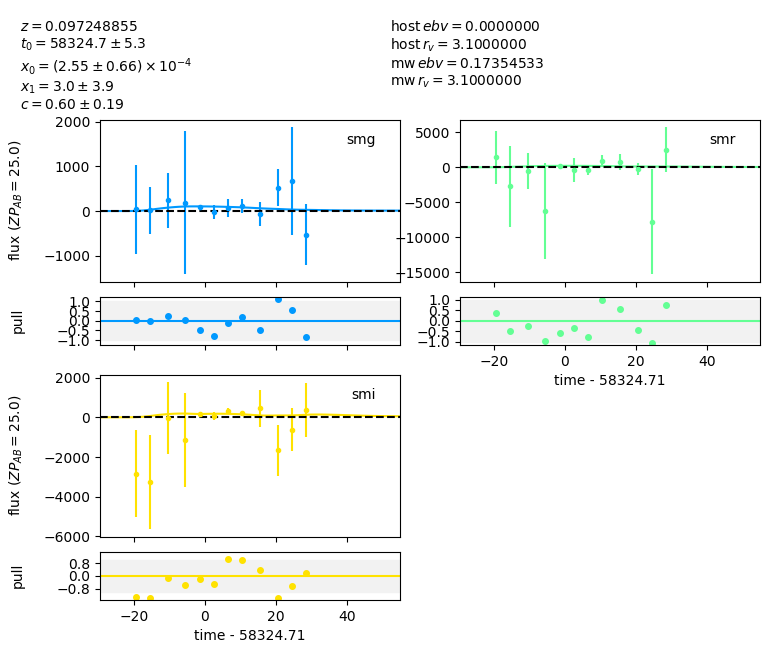 z = 0.097248855
t₀ = 58324.7 ± 5.3
x₀ = (2.55 ± 0.66) × 10⁻⁴
x₁ = 3.0 ± 3.9
c = 0.60 ± 0.19
host ebv = 0.0000000
host r_v = 3.1000000
mw ebv = 0.17354533
mw r_v = 3.1000000
smg
flux (ZP_AB = 25.0)
2000
1000
0
−1000
smr
5000
0
−5000
−10000
−15000
pull
1.0
0.5
0.0
−0.5
−1.0
1.0
0.5
0.0
−0.5
−1.0
−20 0 20 40
time - 58324.71
smi
flux (ZP_AB = 25.0)
2000
0
−2000
−4000
−6000
pull
0.8
0.0
−0.8
−20 0 20 40
time - 58324.71